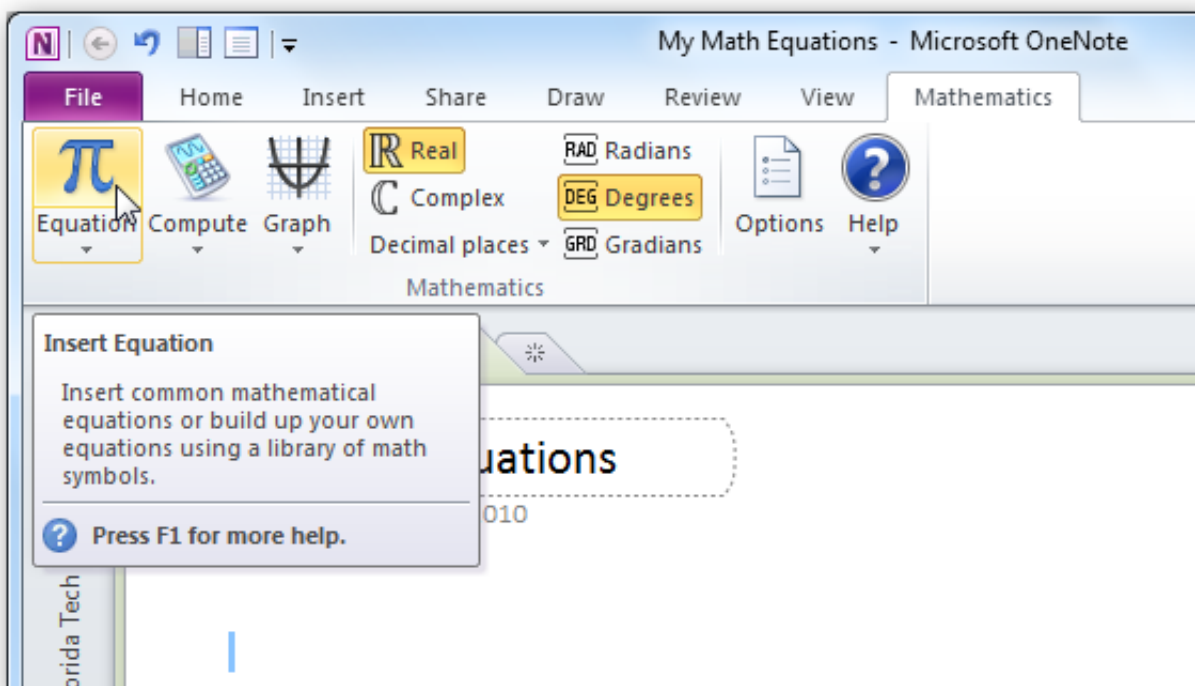 My Math Equations - Microsoft OneNote
File Home Insert Share Draw Review View Mathematics
π
Equation Compute Graph
ℝ Real
ℂ Complex
Decimal places
RAD Radians
DEG Degrees
GRD Gradians
Options Help
Mathematics
Insert Equation
Insert common mathematical
equations or build up your own
equations using a library of math
symbols.
? Press F1 for more help.
uations
010
orida Tech